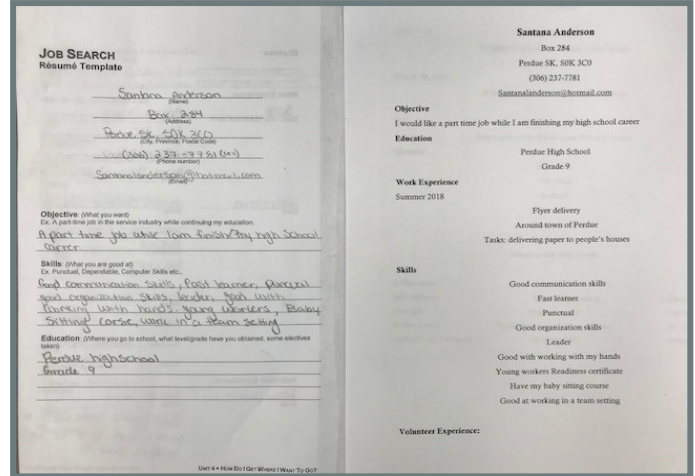 JOB SEARCH
Résumé Template
Santana Anderson
(Name)
Box 284
(Address)
Perdue SK, S0K 3C0
(City, Province, Postal Code)
(306) 237-7781 (cell)
(Phone number)
Santanalanderson@hotmail.com
(Email)
Objective: (What you want)
Ex. A part-time job in the service industry while continuing my education.
A part time job while I am finishing my high school
career
Skills: (What you are good at)
Ex. Punctual, Dependable, Computer Skills etc.,
Good communication skills, fast learner, puncual
good organization skills, leader, good with
working with hands. young workers, Baby
Sitting corse, work in a team setting
Education: (Where you go to school, what level/grade have you obtained, some electives
taken)
Perdue highschool
Grade 9
UNIT 4 • HOW DO I GET WHERE I WANT TO GO?
Santana Anderson
Box 284
Perdue SK, S0K 3C0
(306) 237-7781
Santanalanderson@hotmail.com
Objective
I would like a part time job while I am finishing my high school career
Education
Perdue High School
Grade 9
Work Experience
Summer 2018
Flyer delivery
Around town of Perdue
Tasks: delivering paper to people's houses
Skills
Good communication skills
Fast learner
Punctual
Good organization skills
Leader
Good with working with my hands
Young workers Readiness certificate
Have my baby sitting course
Good at working in a team setting
Volunteer Experience: